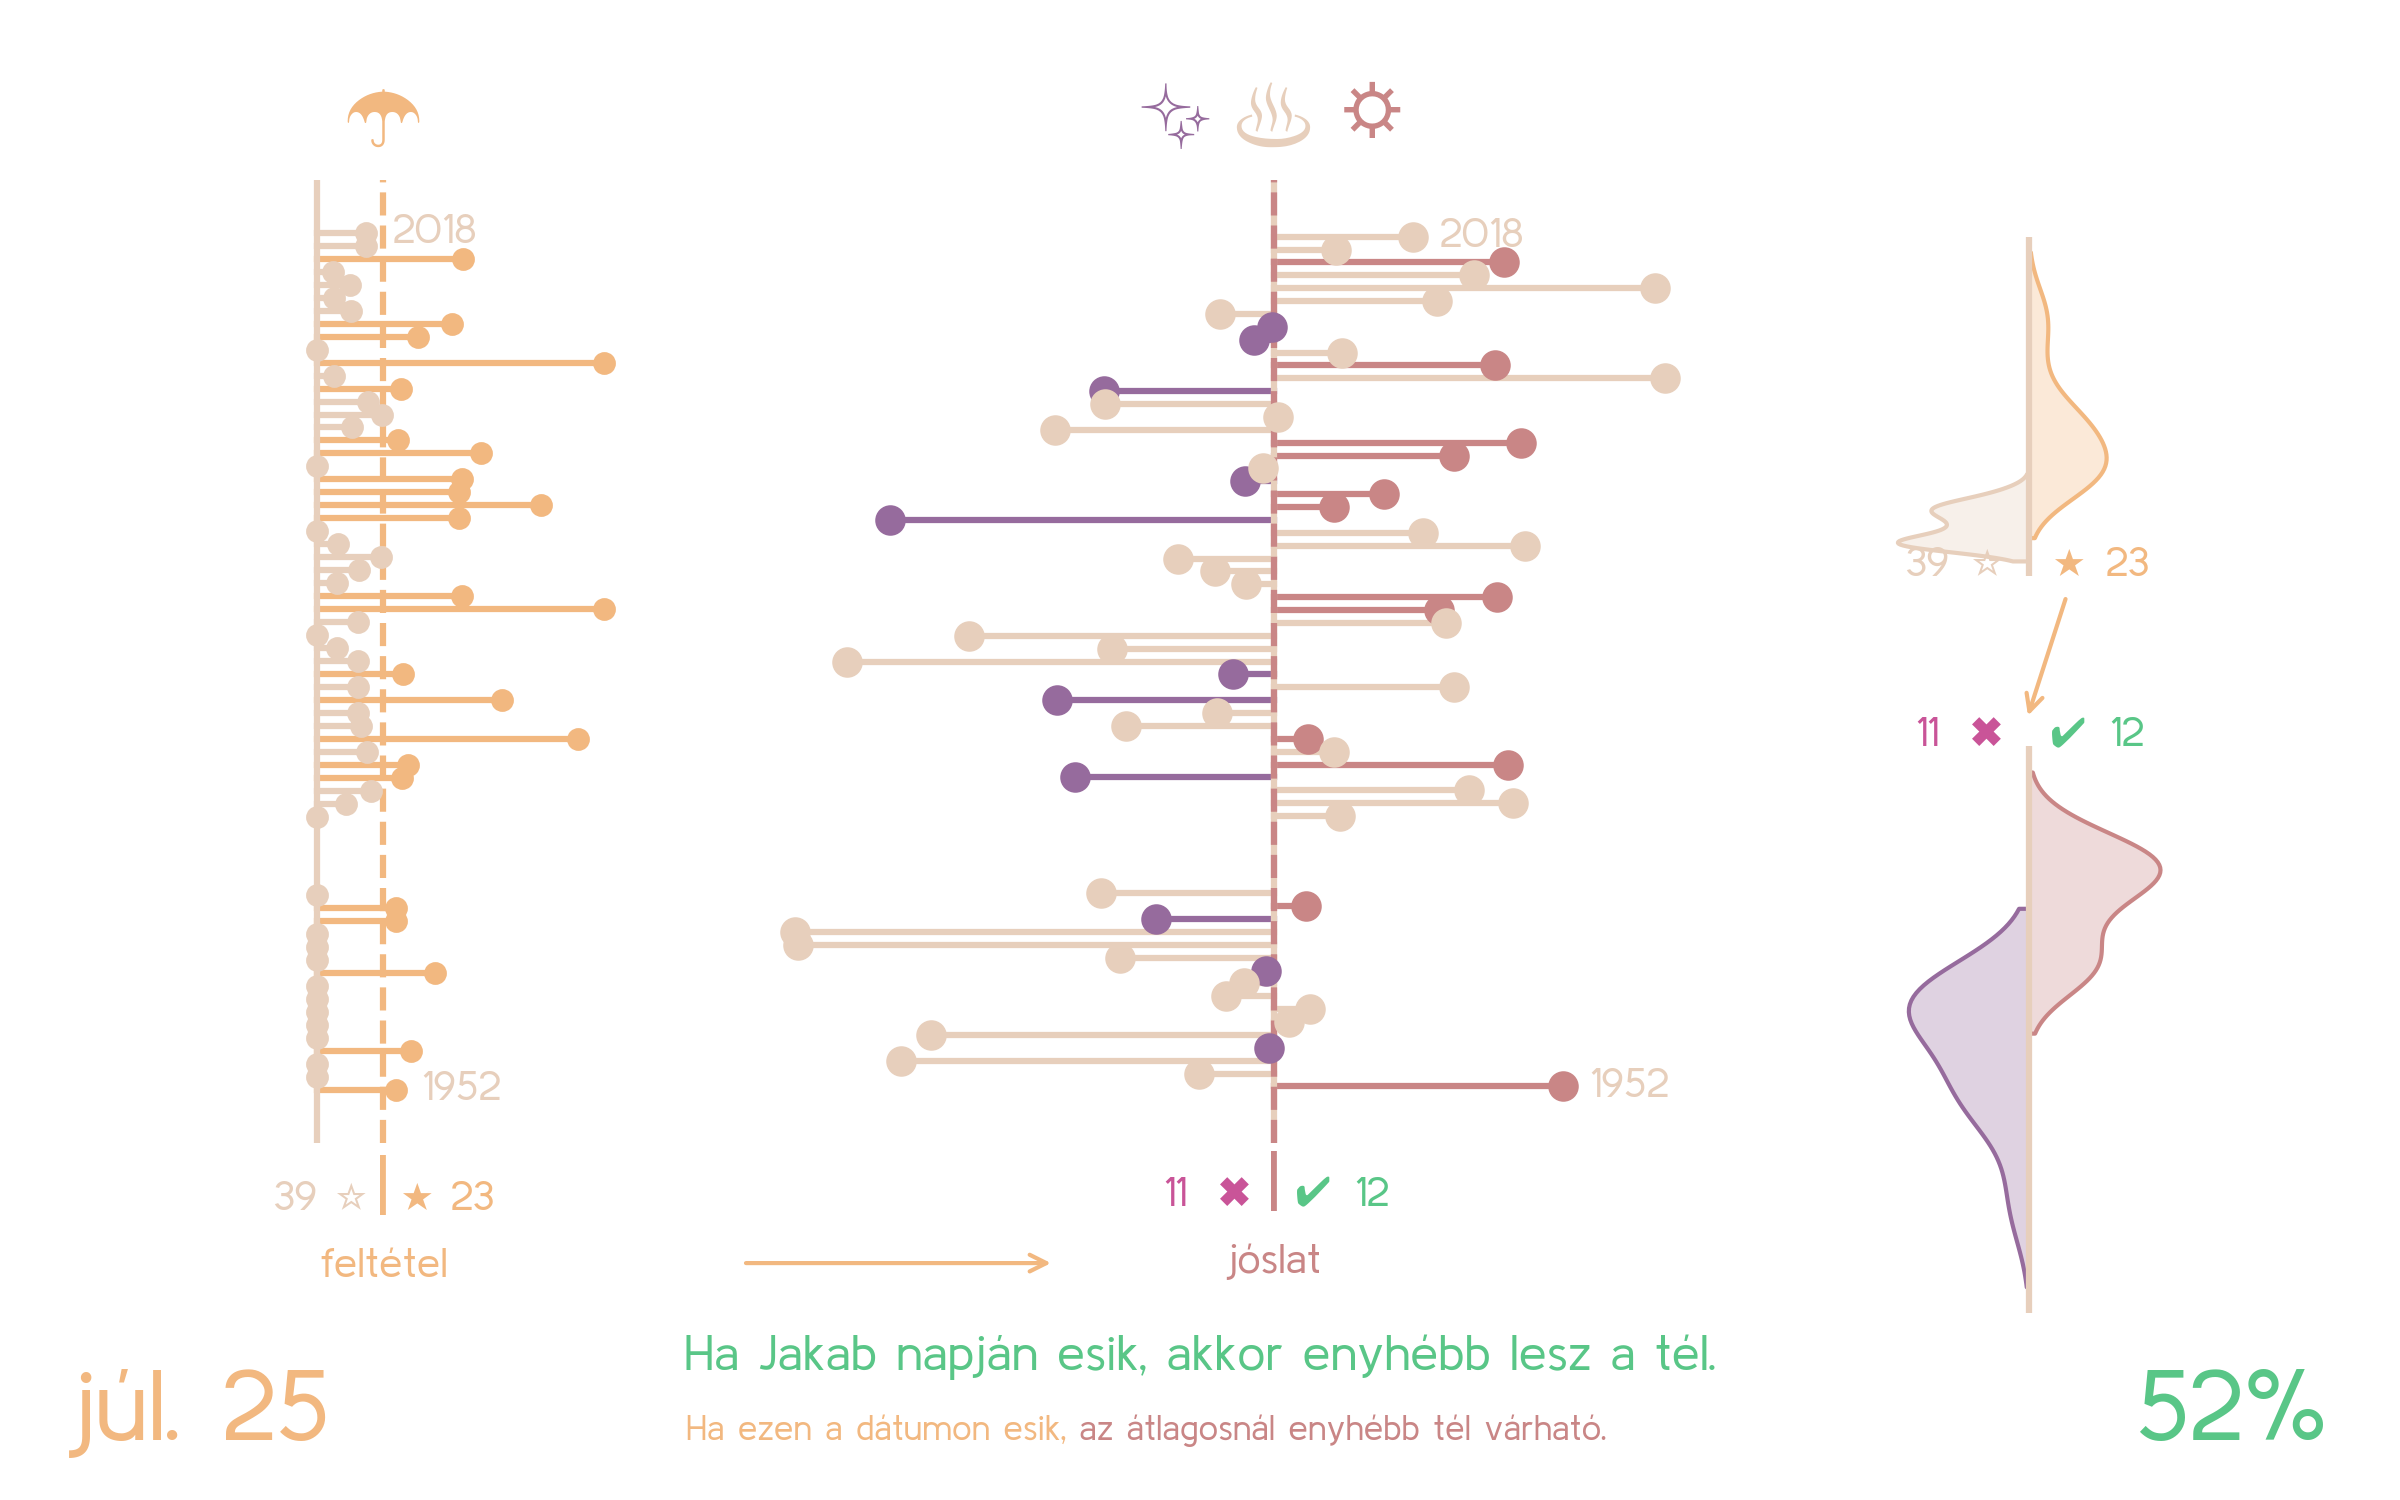 2018
2018
39 ☆ ★ 23
11 ✖ ✔ 12
1952
1952
39 ☆ ★ 23
11 ✖ ✔ 12
feltétel
jóslat
Ha Jakab napján esik, akkor enyhébb lesz a tél.
júl. 25
52%
Ha ezen a dátumon esik, az átlagosnál enyhébb tél várható.